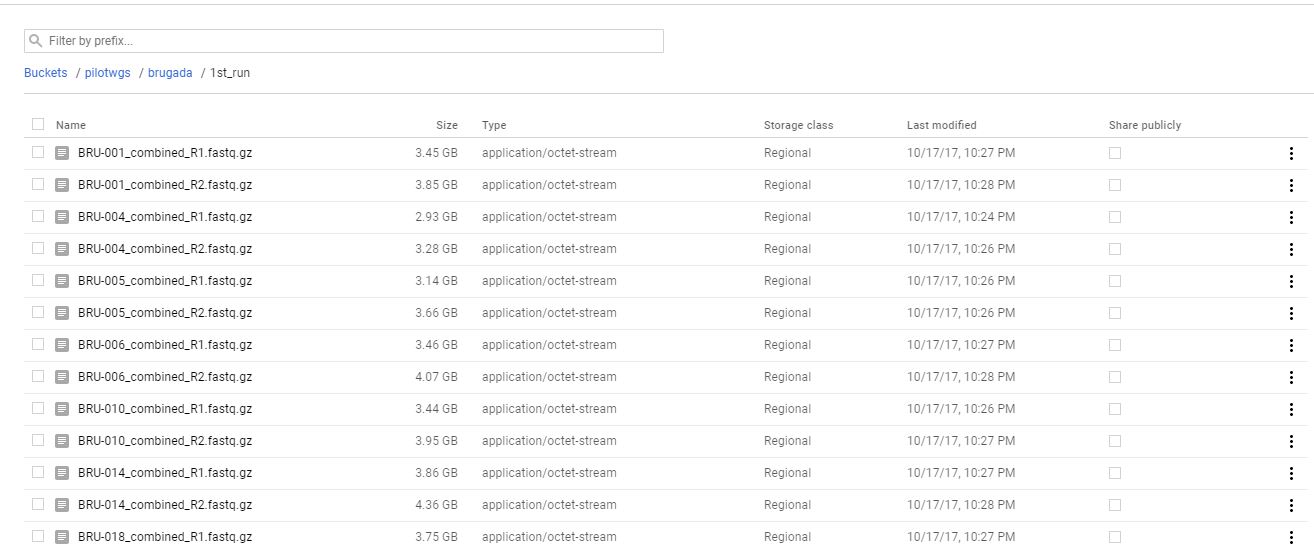 Filter by prefix...
Buckets / pilotwgs / brugada / 1st_run
Name Size Type Storage class Last modified Share publicly
BRU-001_combined_R1.fastq.gz 3.45 GB application/octet-stream Regional 10/17/17, 10:27 PM
BRU-001_combined_R2.fastq.gz 3.85 GB application/octet-stream Regional 10/17/17, 10:28 PM
BRU-004_combined_R1.fastq.gz 2.93 GB application/octet-stream Regional 10/17/17, 10:24 PM
BRU-004_combined_R2.fastq.gz 3.28 GB application/octet-stream Regional 10/17/17, 10:26 PM
BRU-005_combined_R1.fastq.gz 3.14 GB application/octet-stream Regional 10/17/17, 10:26 PM
BRU-005_combined_R2.fastq.gz 3.66 GB application/octet-stream Regional 10/17/17, 10:26 PM
BRU-006_combined_R1.fastq.gz 3.46 GB application/octet-stream Regional 10/17/17, 10:27 PM
BRU-006_combined_R2.fastq.gz 4.07 GB application/octet-stream Regional 10/17/17, 10:28 PM
BRU-010_combined_R1.fastq.gz 3.44 GB application/octet-stream Regional 10/17/17, 10:26 PM
BRU-010_combined_R2.fastq.gz 3.95 GB application/octet-stream Regional 10/17/17, 10:27 PM
BRU-014_combined_R1.fastq.gz 3.86 GB application/octet-stream Regional 10/17/17, 10:27 PM
BRU-014_combined_R2.fastq.gz 4.36 GB application/octet-stream Regional 10/17/17, 10:28 PM
BRU-018_combined_R1.fastq.gz 3.75 GB application/octet-stream Regional 10/17/17, 10:27 PM